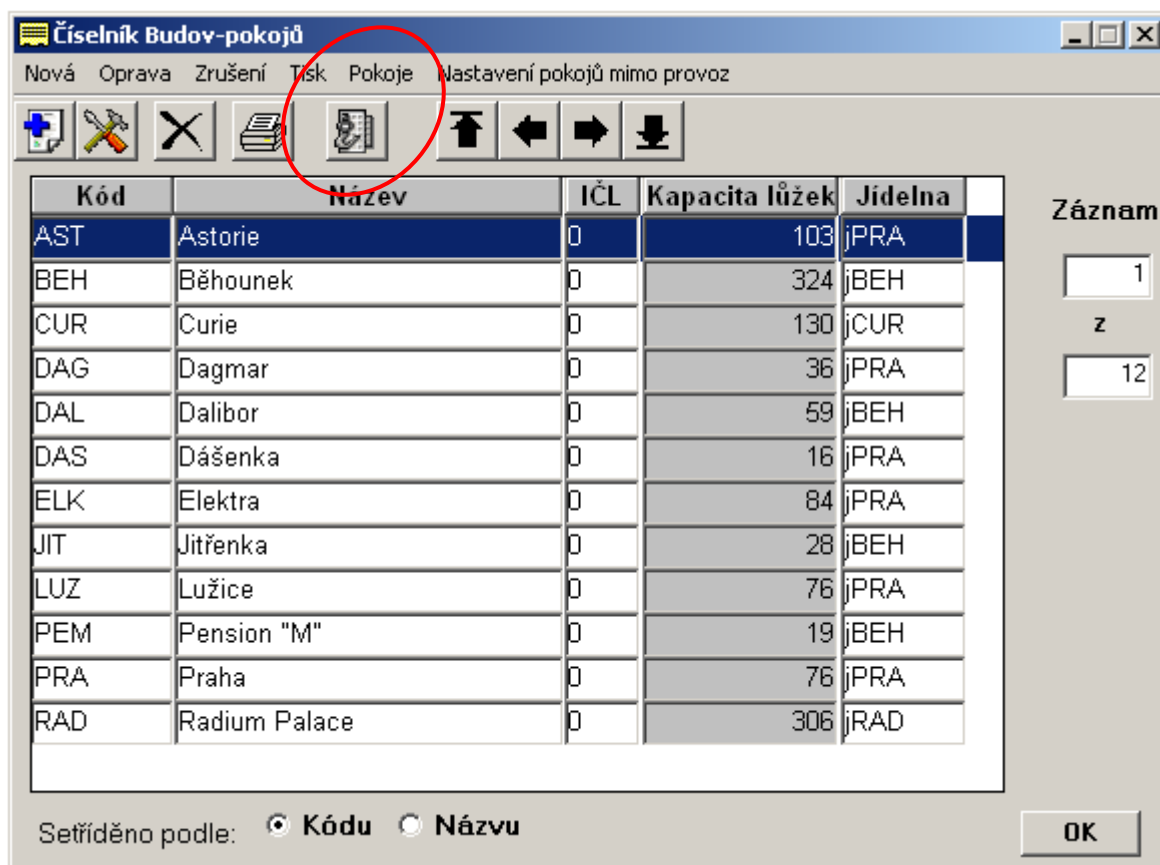 Číselník Budov-pokojů
Nová Oprava Zrušení Tisk Pokoje Nastavení pokojů mimo provoz
Kód Název IČL Kapacita lůžek Jídelna
AST Astorie 0 103 jPRA
BEH Běhounek 0 324 jBEH
CUR Curie 0 130 jCUR
DAG Dagmar 0 36 jPRA
DAL Dalibor 0 59 jBEH
DAS Dášenka 0 16 jPRA
ELK Elektra 0 84 jPRA
JIT Jitřenka 0 28 jBEH
LUZ Lužice 0 76 jPRA
PEM Pension "M" 0 19 jBEH
PRA Praha 0 76 jPRA
RAD Radium Palace 0 306 jRAD
Záznam
1
z
12
Setříděno podle: Kódu Názvu
OK